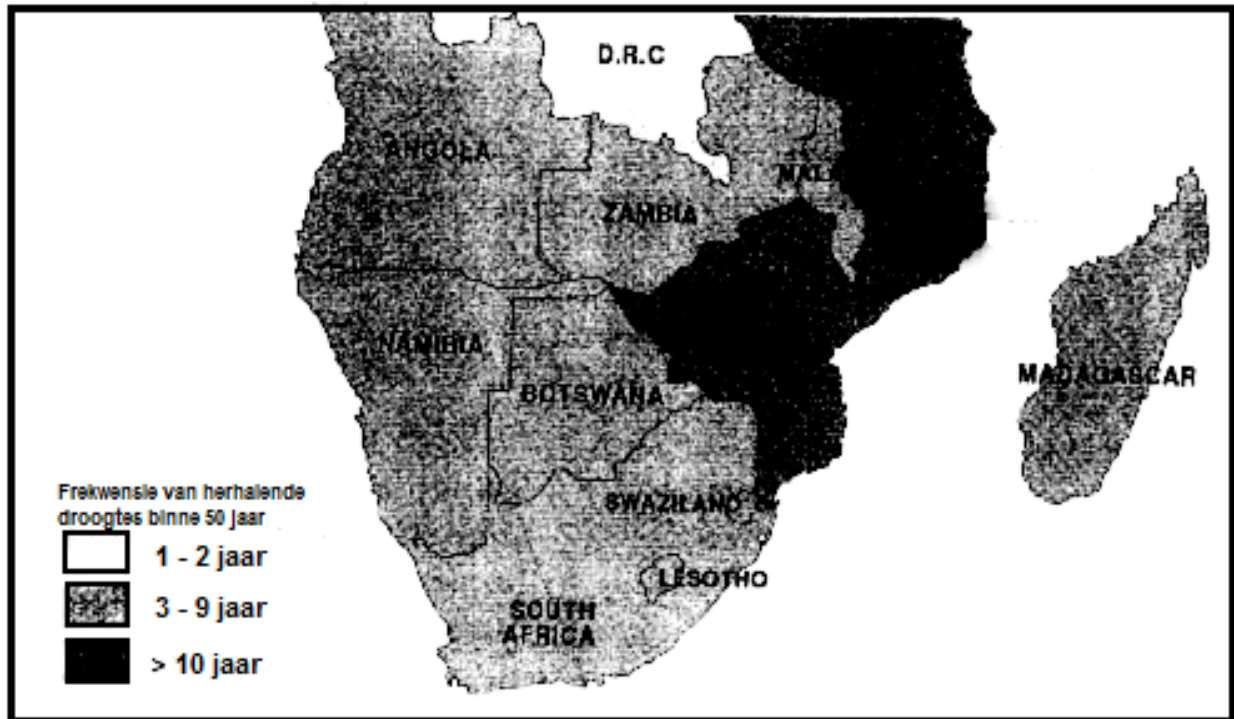 D.R.C
ANGOLA
MAL
ZAMBIA
NAMIBIA
BOTSWANA
MADAGASCAR
SWAZILAND
LESOTHO
SOUTH
AFRICA
Frekwensie van herhalende
droogtes binne 50 jaar
1 - 2 jaar
3 - 9 jaar
> 10 jaar